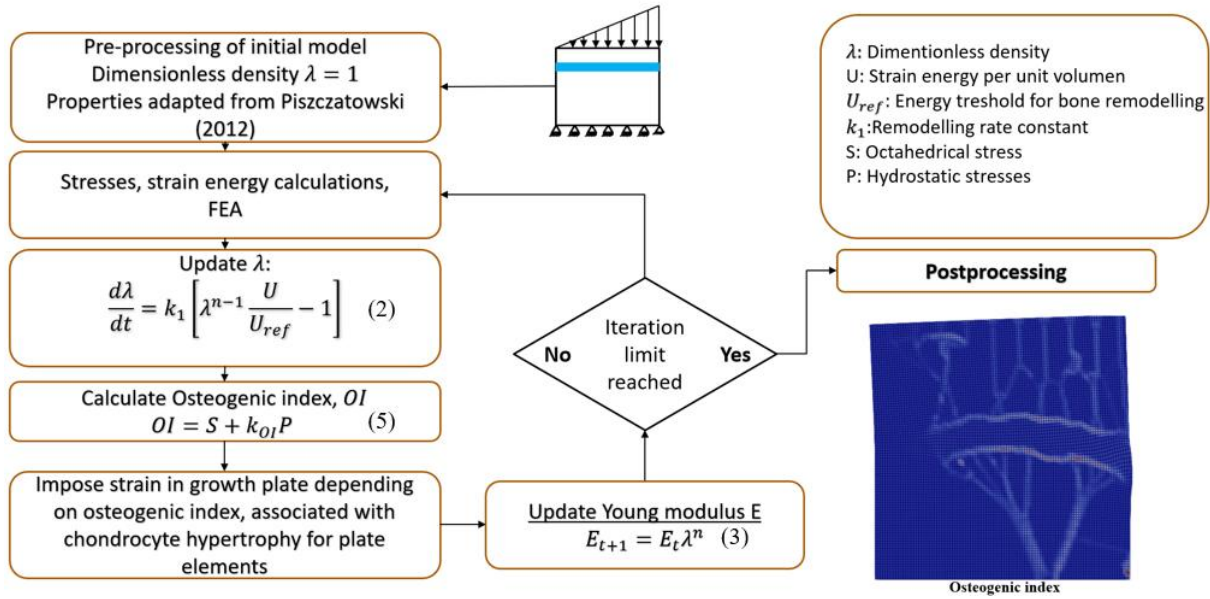 Pre-processing of initial model
Dimensionless density λ = 1
Properties adapted from Piszczatowski
(2012)
Stresses, strain energy calculations,
FEA
Update λ:
dλ/dt = k₁ [λⁿ⁻¹ U/U_ref − 1] (2)
Calculate Osteogenic index, OI
OI = S + k_OI P (5)
Impose strain in growth plate depending
on osteogenic index, associated with
chondrocyte hypertrophy for plate
elements
Update Young modulus E
E_{t+1} = E_t λⁿ (3)
Iteration
limit
reached
No
Yes
λ: Dimentionless density
U: Strain energy per unit volumen
U_ref: Energy treshold for bone remodelling
k₁:Remodelling rate constant
S: Octahedrical stress
P: Hydrostatic stresses
Postprocessing
Osteogenic index